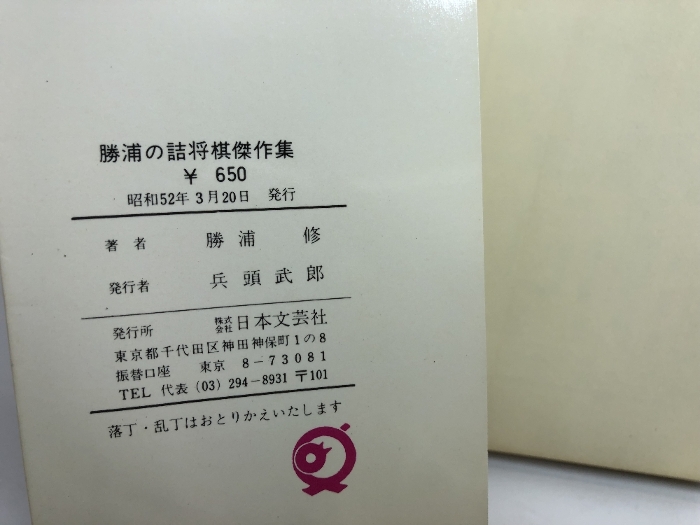 勝浦の詰将棋傑作集
￥ 650
昭和52年 3月20日 発行
著者 勝浦 修
発行者 兵頭武郎
発行所 株式会社 日本文芸社
東京都千代田区神田神保町1の8
振替口座 東京 8−73081
TEL 代表 (03) 294−8931 〒101
落丁・乱丁はおとりかえいたします